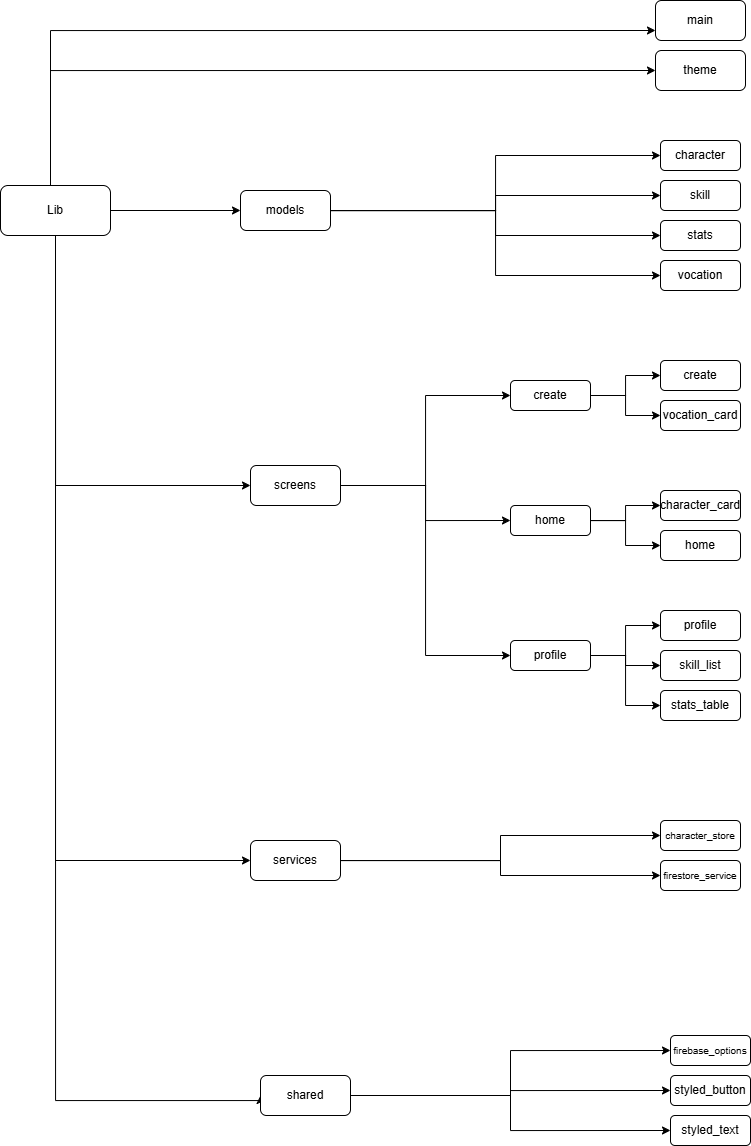 main
theme
Lib
models
character
skill
stats
vocation
screens
create
create
vocation_card
home
character_card
home
profile
profile
skill_list
stats_table
services
character_store
firestore_service
shared
firebase_options
styled_button
styled_text